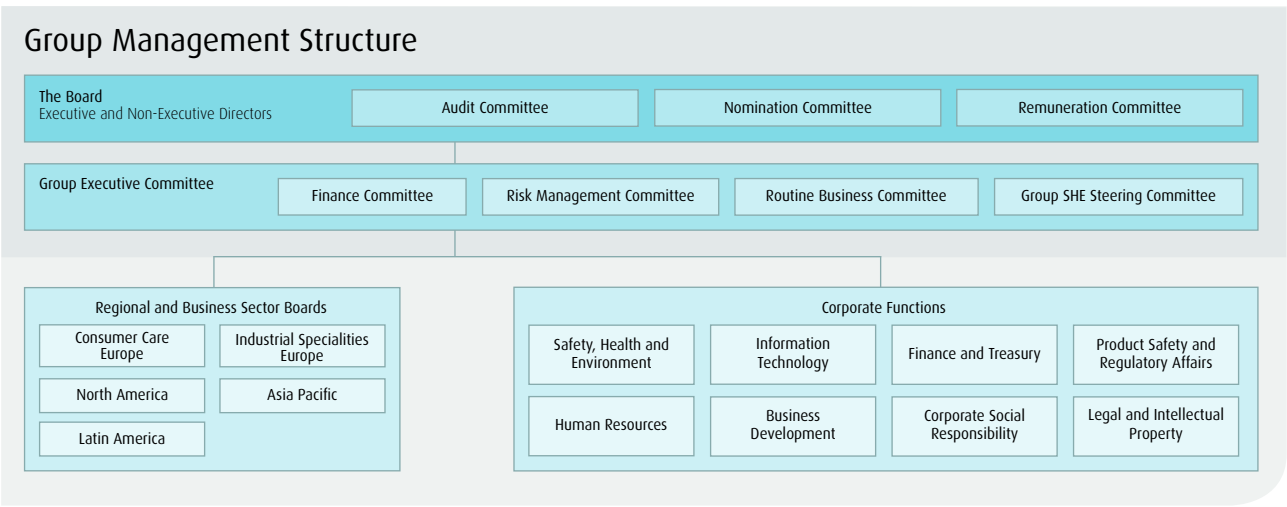 Group Management Structure
The Board
Executive and Non-Executive Directors
Audit Committee
Nomination Committee
Remuneration Committee
Group Executive Committee
Finance Committee
Risk Management Committee
Routine Business Committee
Group SHE Steering Committee
Regional and Business Sector Boards
Consumer Care
Europe
Industrial Specialities
Europe
North America
Asia Pacific
Latin America
Corporate Functions
Safety, Health and
Environment
Information
Technology
Finance and Treasury
Product Safety and
Regulatory Affairs
Human Resources
Business
Development
Corporate Social
Responsibility
Legal and Intellectual
Property